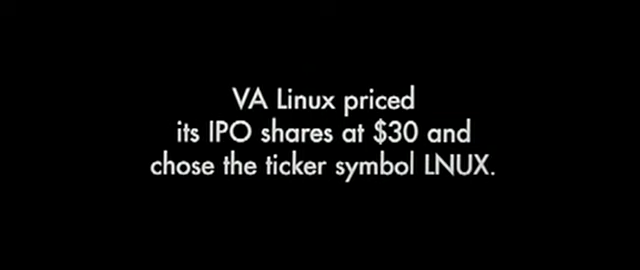 VA Linux priced
its IPO shares at $30 and
chose the ticker symbol LNUX.